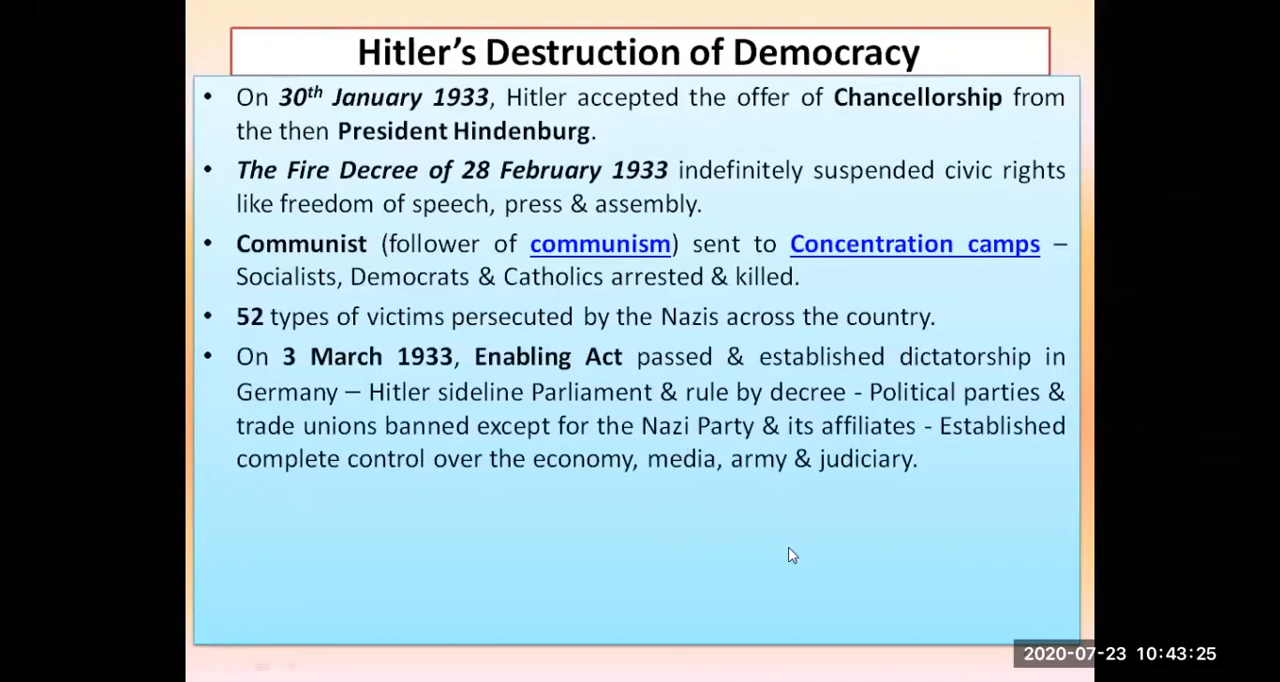 Hitler's Destruction of Democracy
• On 30th January 1933, Hitler accepted the offer of Chancellorship from
the then President Hindenburg.
• The Fire Decree of 28 February 1933 indefinitely suspended civic rights
like freedom of speech, press & assembly.
• Communist (follower of communism) sent to Concentration camps –
Socialists, Democrats & Catholics arrested & killed.
• 52 types of victims persecuted by the Nazis across the country.
• On 3 March 1933, Enabling Act passed & established dictatorship in
Germany – Hitler sideline Parliament & rule by decree - Political parties &
trade unions banned except for the Nazi Party & its affiliates - Established
complete control over the economy, media, army & judiciary.
2020-07-23 10:43:25